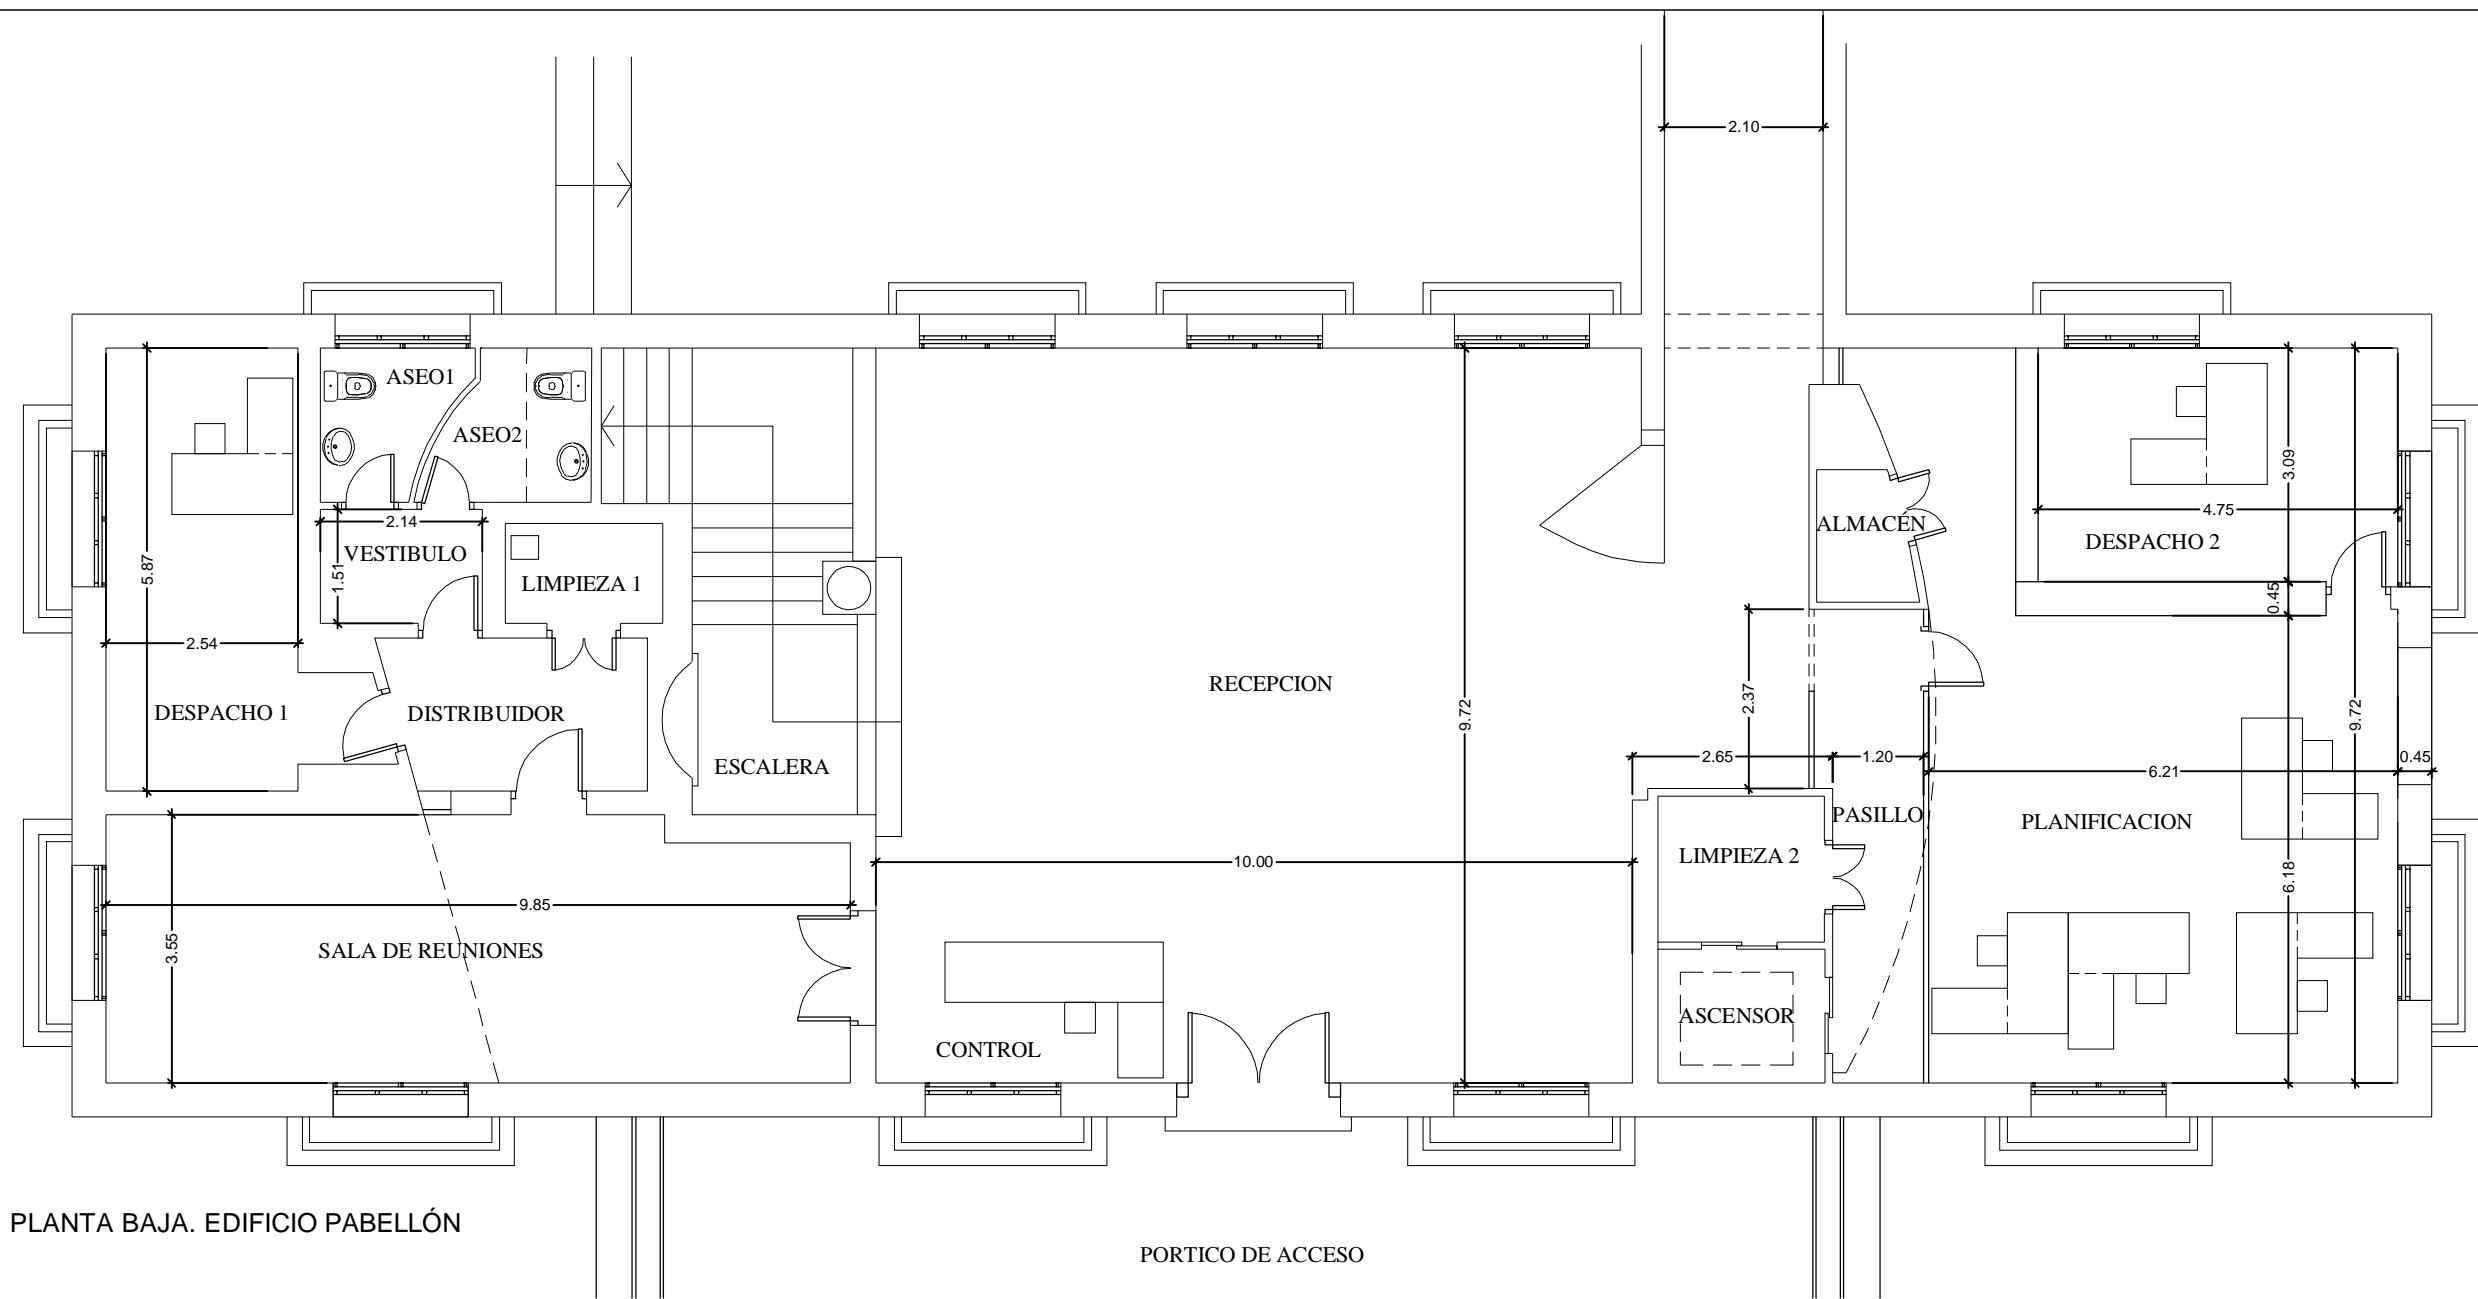 2.10
ASEO1
ASEO2
2.14
VESTIBULO
1.51
LIMPIEZA 1
5.87
2.54
DESPACHO 1
DISTRIBUIDOR
ESCALERA
RECEPCION
9.72
ALMACÉN
3.09
4.75
DESPACHO 2
0.45
2.37
2.65
1.20
6.21
0.45
9.72
PASILLO
PLANIFICACION
LIMPIEZA 2
10.00
6.18
9.85
3.55
SALA DE REUNIONES
ASCENSOR
CONTROL
PLANTA BAJA. EDIFICIO PABELLÓN
PORTICO DE ACCESO